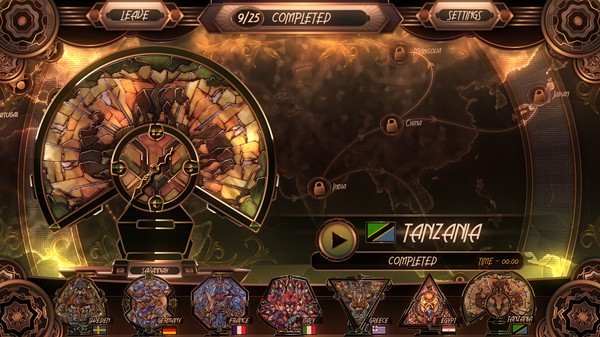 LEAVE
9/25 COMPLETED
SETTINGS
MONGOLIA
PORTUGAL
JAPAN
CHINA
INDIA
TANZANIA
COMPLETED
TIME - 00:00
SAVANNAH
SWEDEN
GERMANY
FRANCE
ITALY
GREECE
EGYPT
TANZANIA